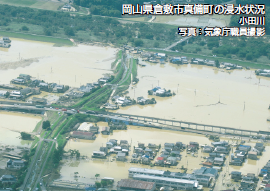 岡山県倉敷市真備町の浸水状況
小田川
写真：気象庁職員撮影